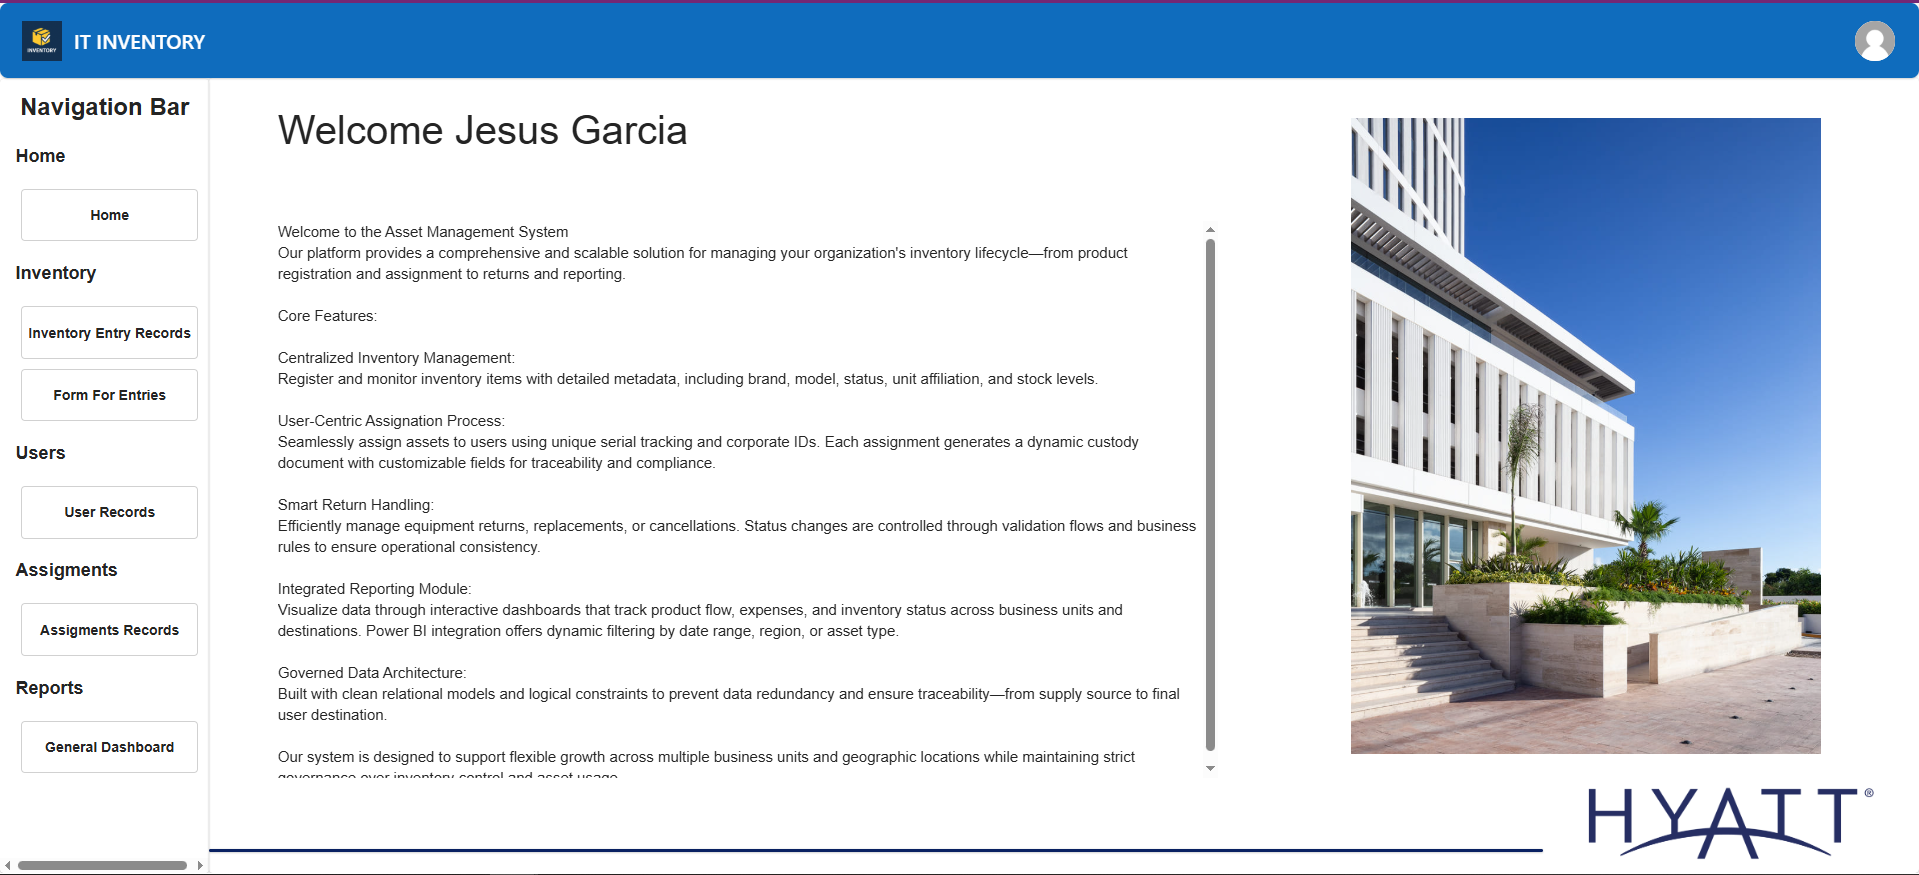 INVENTORY
IT INVENTORY
Navigation Bar
Home
Home
Inventory
Inventory Entry Records
Form For Entries
Users
User Records
Assigments
Assigments Records
Reports
General Dashboard
Welcome Jesus Garcia
Welcome to the Asset Management System
Our platform provides a comprehensive and scalable solution for managing your organization's inventory lifecycle—from product
registration and assignment to returns and reporting.
Core Features:
Centralized Inventory Management:
Register and monitor inventory items with detailed metadata, including brand, model, status, unit affiliation, and stock levels.
User-Centric Assignation Process:
Seamlessly assign assets to users using unique serial tracking and corporate IDs. Each assignment generates a dynamic custody
document with customizable fields for traceability and compliance.
Smart Return Handling:
Efficiently manage equipment returns, replacements, or cancellations. Status changes are controlled through validation flows and business
rules to ensure operational consistency.
Integrated Reporting Module:
Visualize data through interactive dashboards that track product flow, expenses, and inventory status across business units and
destinations. Power BI integration offers dynamic filtering by date range, region, or asset type.
Governed Data Architecture:
Built with clean relational models and logical constraints to prevent data redundancy and ensure traceability—from supply source to final
user destination.
Our system is designed to support flexible growth across multiple business units and geographic locations while maintaining strict
governance over inventory control and asset usage.
HYATT®